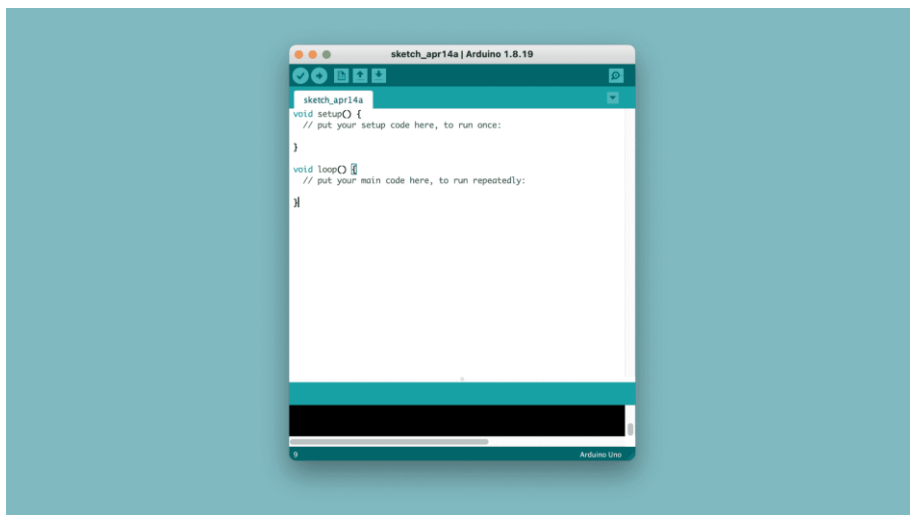 sketch_apr14a | Arduino 1.8.19
sketch_apr14a
void setup() {
// put your setup code here, to run once:
}
void loop() {
// put your main code here, to run repeatedly:
}
9
Arduino Uno